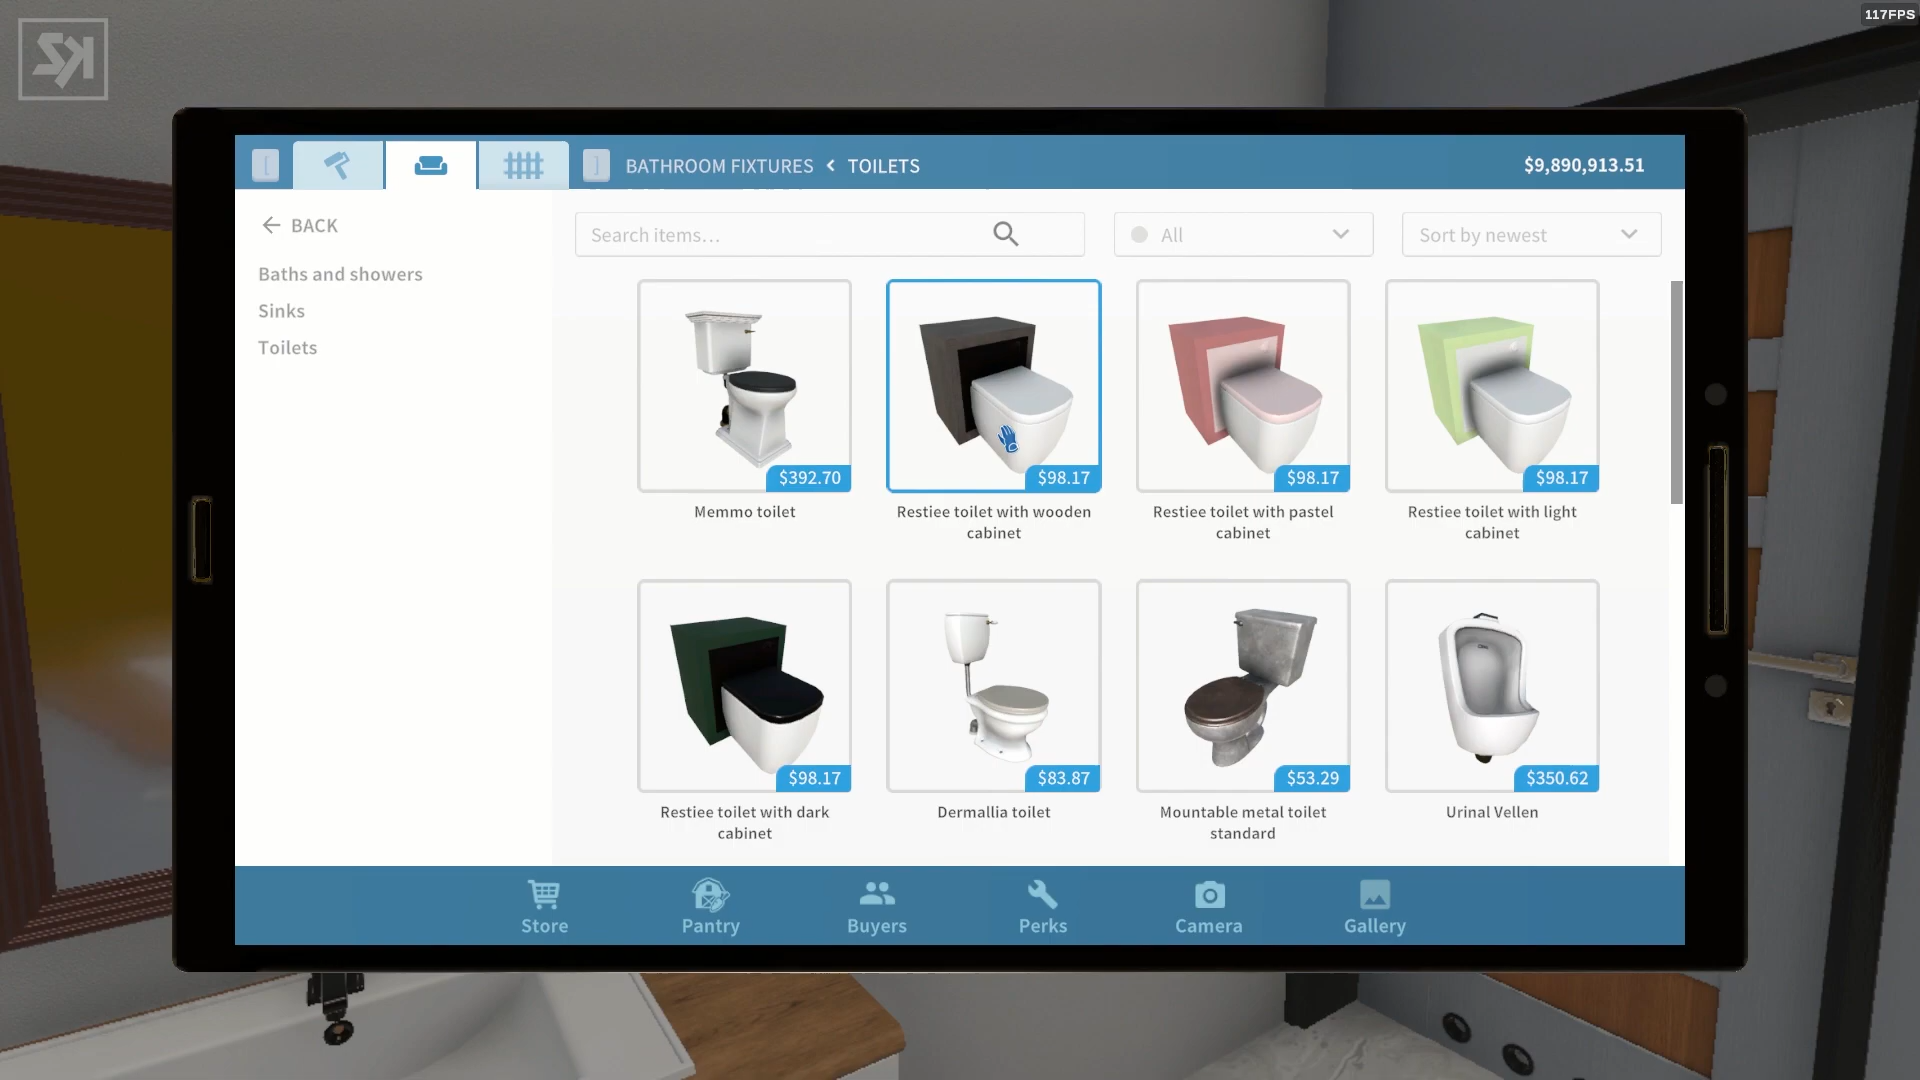 117FPS
[
]
BATHROOM FIXTURES < TOILETS
$9,890,913.51
BACK
Baths and showers
Sinks
Toilets
Search items...
All
Sort by newest
$392.70
$98.17
$98.17
$98.17
Memmo toilet
Restiee toilet with wooden
cabinet
Restiee toilet with pastel
cabinet
Restiee toilet with light
cabinet
$98.17
$83.87
$53.29
$350.62
Restiee toilet with dark
cabinet
Dermallia toilet
Mountable metal toilet
standard
Urinal Vellen
Store
Pantry
Buyers
Perks
Camera
Gallery